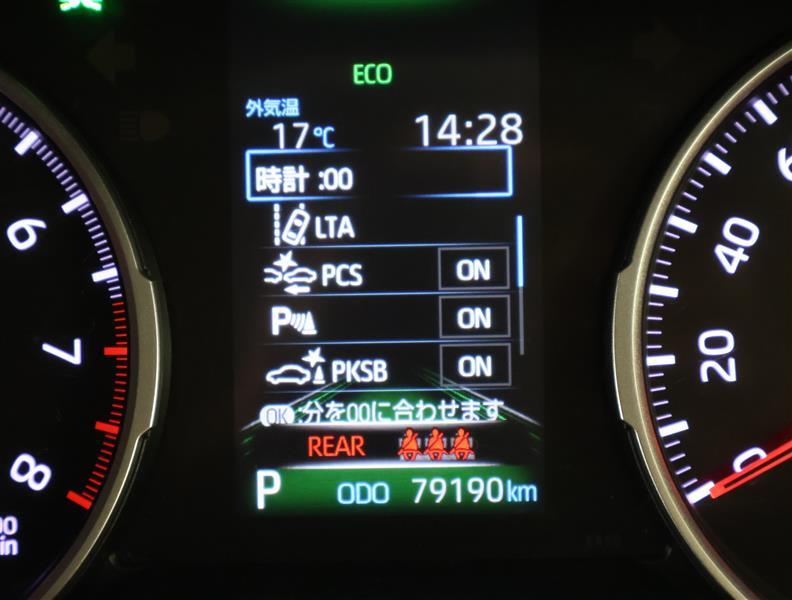 ECO
外気温
17℃ 14:28
時計 :00
LTA
PCS ON
P ON
PKSB ON
OK :分を00に合わせます
REAR
P ODO 79190km
6
7
8
40
20
0